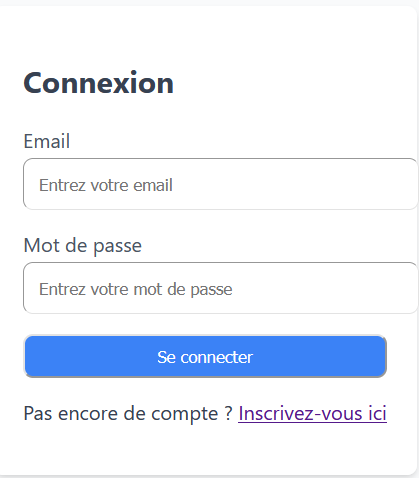 Connexion
Email
Entrez votre email
Mot de passe
Entrez votre mot de passe
Se connecter
Pas encore de compte ? Inscrivez-vous ici